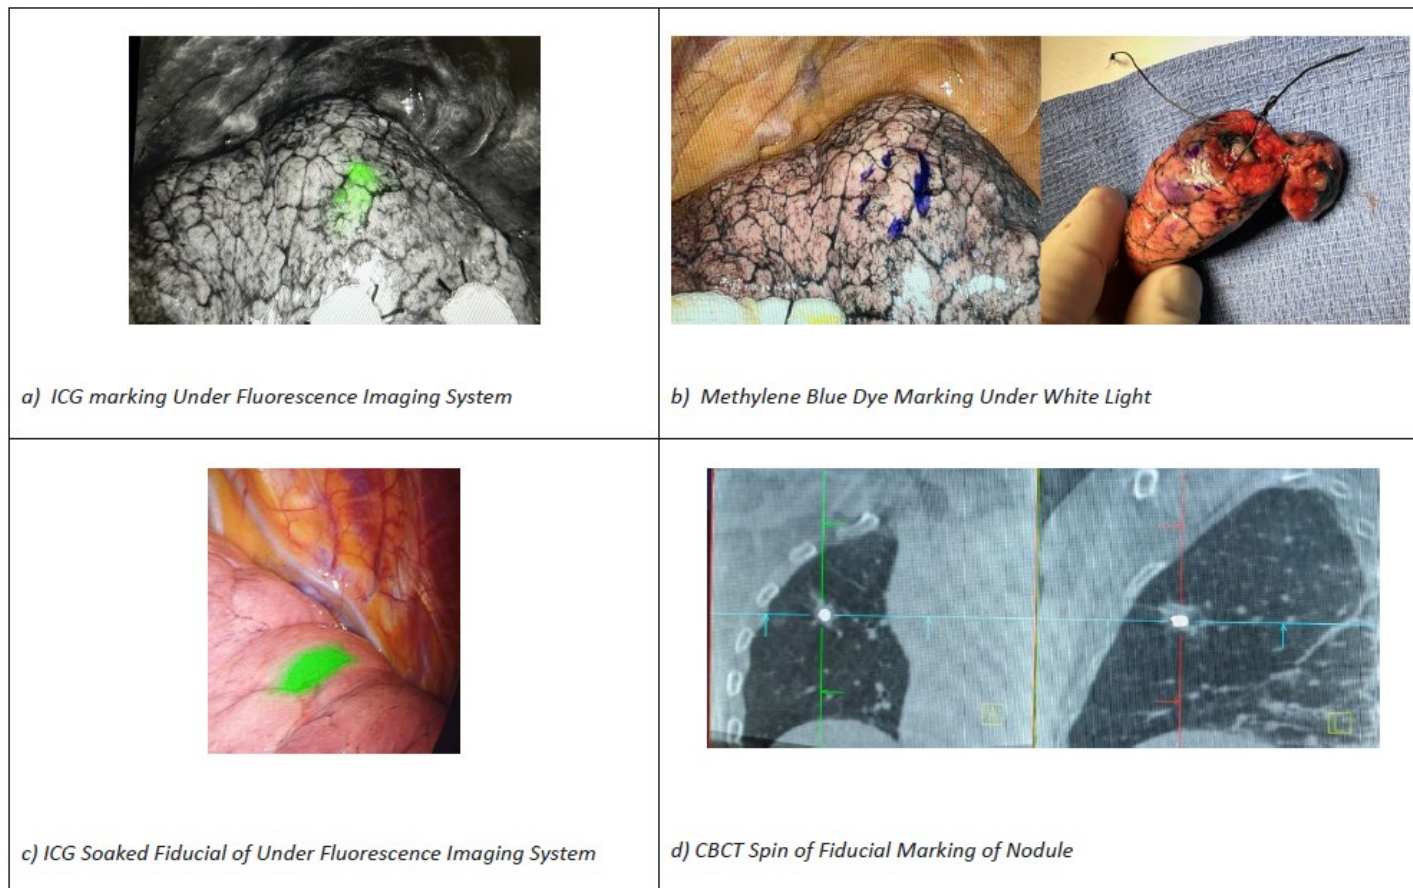 a) ICG marking Under Fluorescence Imaging System
b) Methylene Blue Dye Marking Under White Light
c) ICG Soaked Fiducial of Under Fluorescence Imaging System
d) CBCT Spin of Fiducial Marking of Nodule